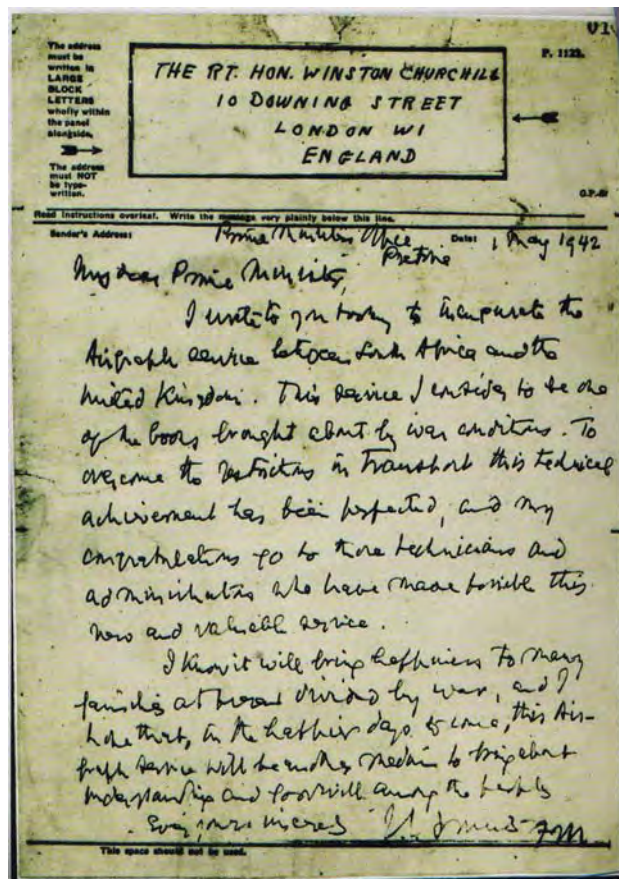 The address
must be
written in
LARGE
BLOCK
LETTERS
wholly within
the panel
alongside.
The address
must NOT
be type-
written.
THE RT. HON. WINSTON CHURCHILL
10 DOWNING STREET
LONDON W1
ENGLAND
P. 1122.
Read instructions overleaf. Write the message very plainly below this line.
Sender's Address: Prime Minister's Office Date: 1 May 1942
Pretoria
My dear Prime Minister,
I write to you today to inaugurate the
Airgraph service between South Africa and the
United Kingdom. This service I consider to be one
of the boons brought about by war conditions. To
overcome the restrictions in transport this technical
achievement has been perfected, and my
congratulations go to those technicians and
administrators who have made possible this
new and valuable service.
I know it will bring happiness to many
families at present divided by war, and I
hope that, in the happier days to come, this Air-
graph service will be another medium to bring about
understanding and goodwill among the peoples
Ever yours sincerely
This space should not be used.